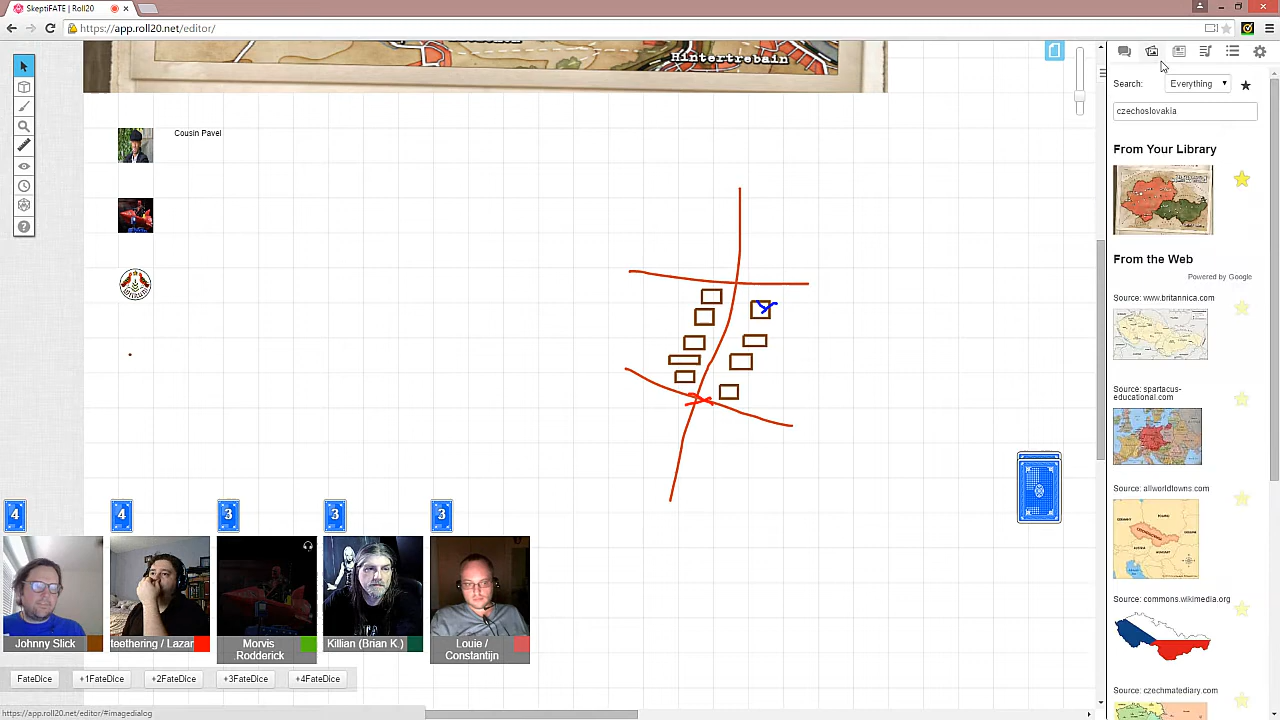 SkeptiFATE | Roll20
https://app.roll20.net/editor/
Hintertrebain
Cousin Pavel
Search:
Everything
czechoslovakia
From Your Library
From the Web
Powered by Google
Source: www.britannica.com
Source: spartacus-
educational.com
Source: allworldtowns.com
Source: commons.wikimedia.org
Source: czechmatediary.com
4
4
3
3
3
Johnny Slick
teethering / Lazar
Morvis
Rodderick
Killian (Brian K.)
Louie /
Constantijn
FateDice
+1FateDice
+2FateDice
+3FateDice
+4FateDice
https://app.roll20.net/editor/#imagedialog